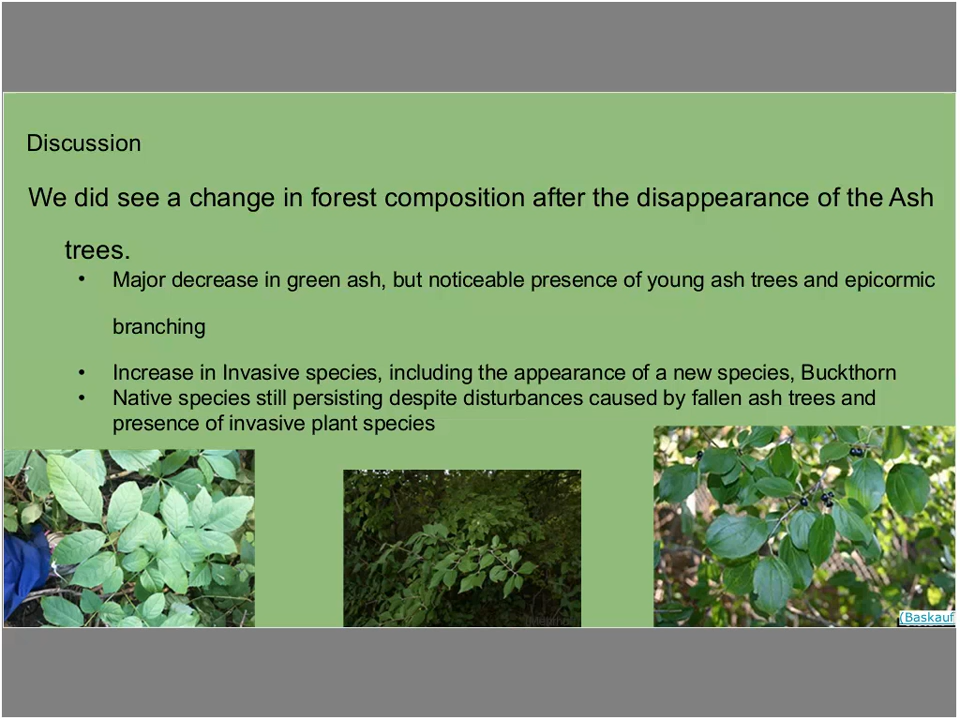 Discussion
We did see a change in forest composition after the disappearance of the Ash
trees.
• Major decrease in green ash, but noticeable presence of young ash trees and epicormic
branching
• Increase in Invasive species, including the appearance of a new species, Buckthorn
• Native species still persisting despite disturbances caused by fallen ash trees and
presence of invasive plant species
(Baskauf